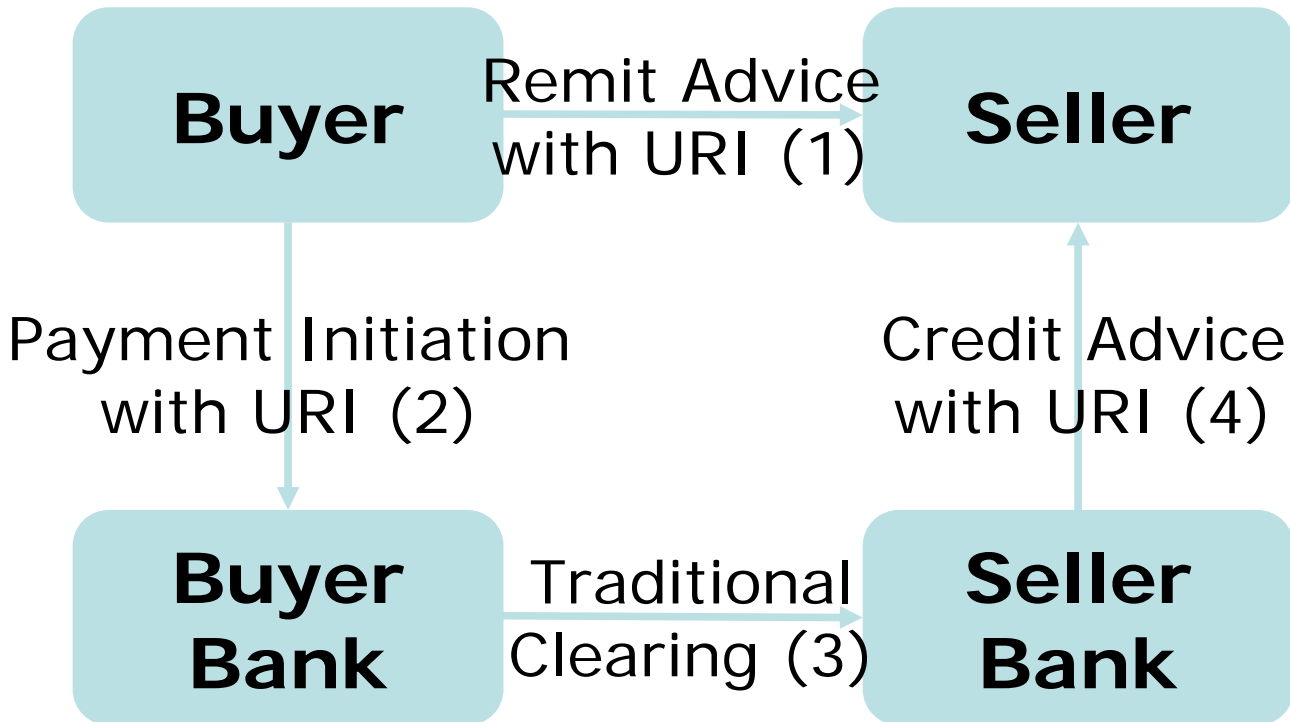 Buyer
Remit Advice
with URI (1)
Seller
Payment Initiation
with URI (2)
Credit Advice
with URI (4)
Buyer
Bank
Traditional
Clearing (3)
Seller
Bank